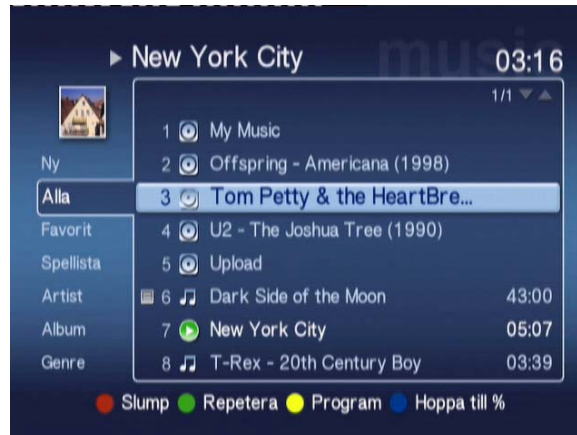 music
New York City 03:16
1/1
1 My Music
Ny 2 Offspring - Americana (1998)
Alla 3 Tom Petty & the HeartBre...
Favorit 4 U2 - The Joshua Tree (1990)
Spellista 5 Upload
Artist 6 Dark Side of the Moon 43:00
Album 7 New York City 05:07
Genre 8 T-Rex - 20th Century Boy 03:39
Slump Repetera Program Hoppa till %